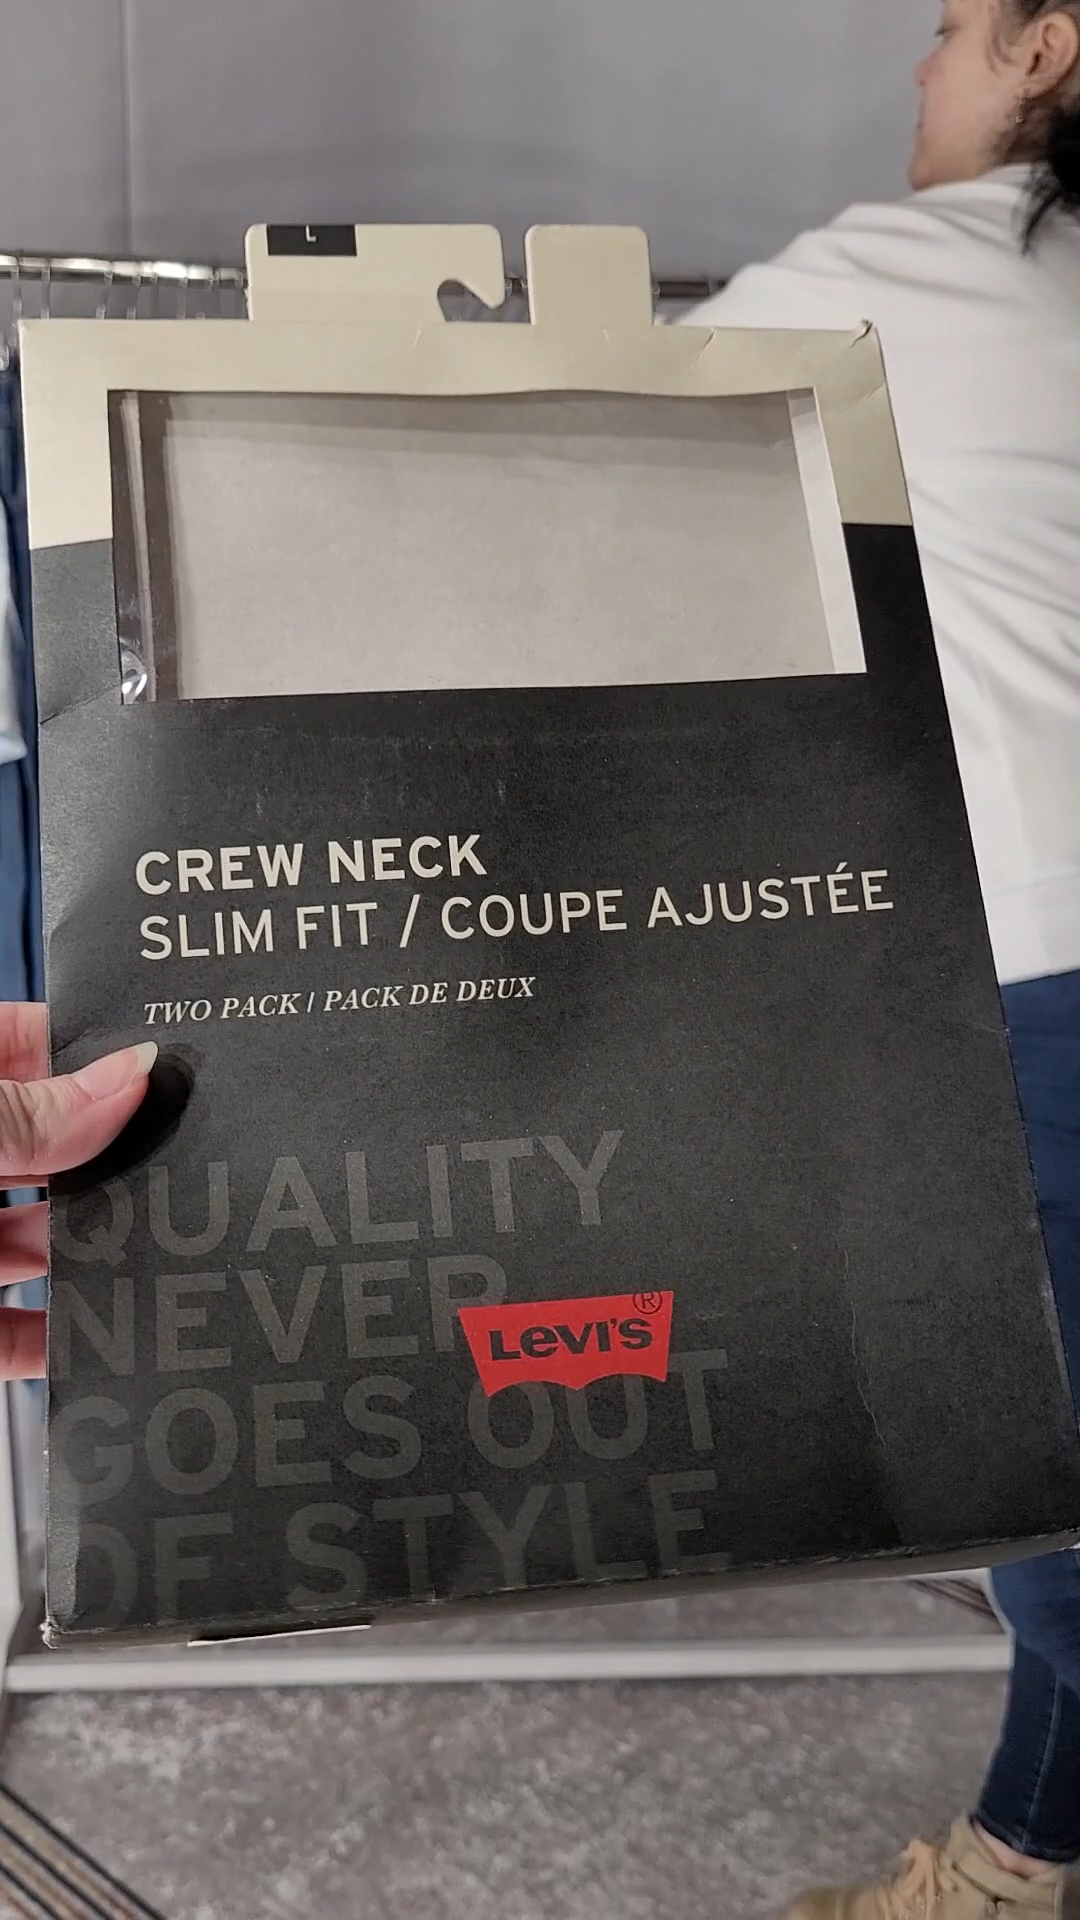 L
CREW NECK
SLIM FIT / COUPE AJUSTÉE
TWO PACK | PACK DE DEUX
QUALITY
NEVER
LEVI'S®
GOES OUT
OF STYLE